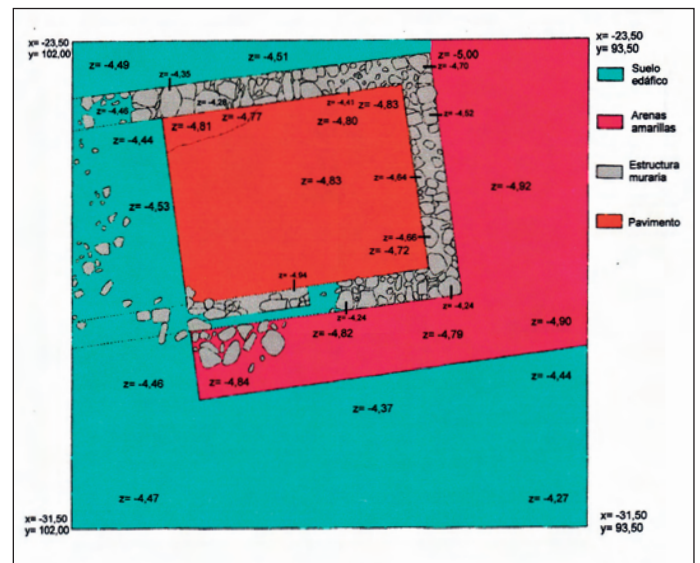 x= -23,50
y= 102,00
x= -23,50
y= 93,50
z= -4,49
z= -4,51
z= -5,00
z= -4,70
z= -4,35
z= -4,28
z= -4,41
z= -4,83
z= -4,46
z= -4,44
z= -4,81
z= -4,77
z= -4,80
z= -4,52
z= -4,83
z= -4,64
z= -4,92
z= -4,53
z= -4,66
z= -4,72
z= -4,94
z= -4,24
z= -4,24
z= -4,82
z= -4,79
z= -4,90
z= -4,46
z= -4,84
z= -4,44
z= -4,37
z= -4,47
z= -4,27
x= -31,50
y= 102,00
x= -31,50
y= 93,50
Suelo
edáfico
Arenas
amarillas
Estructura
muraria
Pavimento